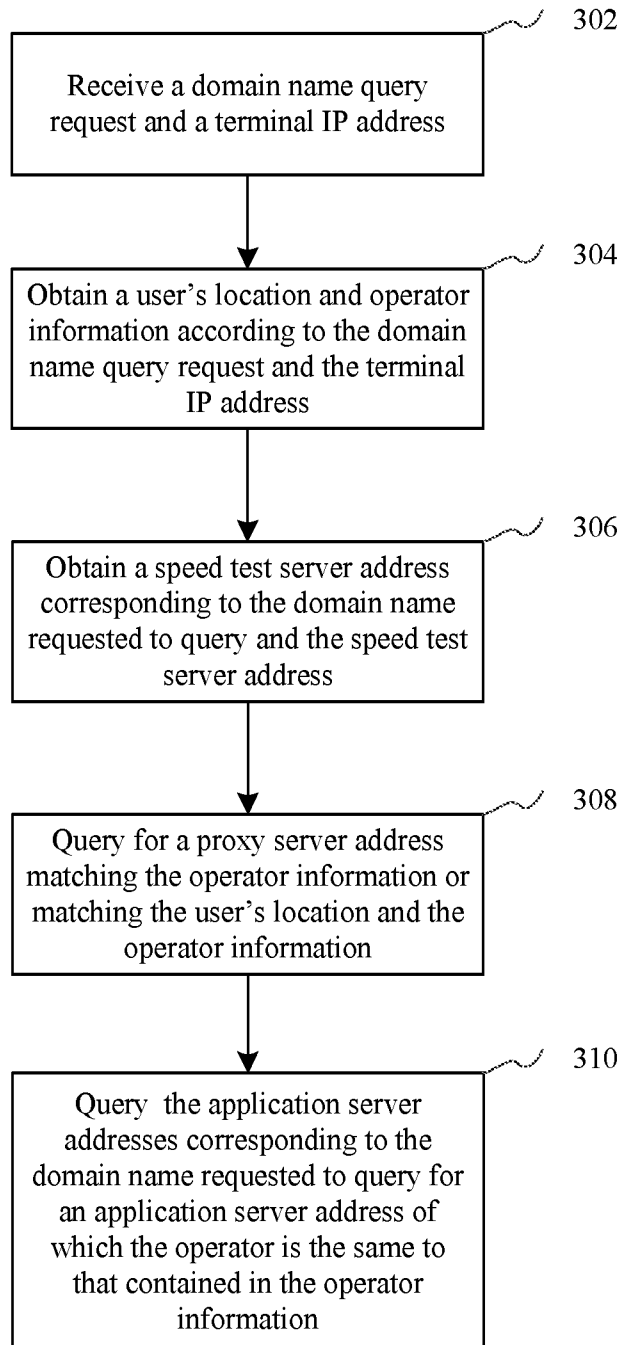 302
Receive a domain name query
request and a terminal IP address
304
Obtain a user's location and operator
information according to the domain
name query request and the terminal
IP address
306
Obtain a speed test server address
corresponding to the domain name
requested to query and the speed test
server address
308
Query for a proxy server address
matching the operator information or
matching the user's location and the
operator information
310
Query the application server
addresses corresponding to the
domain name requested to query for
an application server address of
which the operator is the same to
that contained in the operator
information